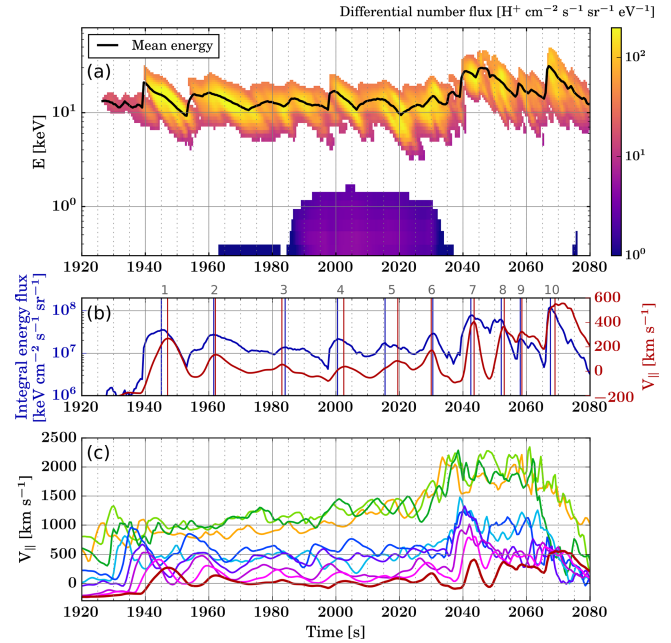 Differential number flux [H⁺ cm⁻² s⁻¹ sr⁻¹ eV⁻¹]
Mean energy
(a)
10¹
10⁰
E [keV]
10²
10¹
10⁰
1920 1940 1960 1980 2000 2020 2040 2060 2080
1 2 3 4 5 6 7 8 9 10
(b)
10⁸
10⁷
10⁶
Integral energy flux
[keV cm⁻² s⁻¹ sr⁻¹]
600
400
200
0
−200
V∥ [km s⁻¹]
1920 1940 1960 1980 2000 2020 2040 2060 2080
(c)
2500
2000
1500
1000
500
0
V∥ [km s⁻¹]
1920 1940 1960 1980 2000 2020 2040 2060 2080
Time [s]